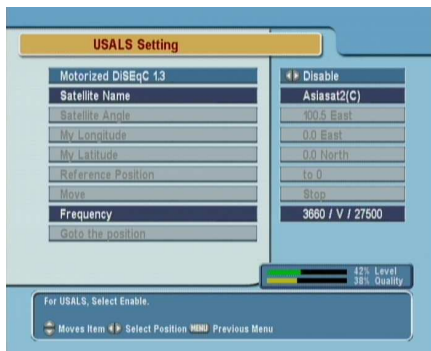 USALS Setting
Motorized DiSEqC 1.3 Disable
Satellite Name Asiasat2(C)
Satellite Angle 100.5 East
My Longitude 0.0 East
My Latitude 0.0 North
Reference Position to 0
Move Stop
Frequency 3660 / V / 27500
Goto the position
42% Level
38% Quality
For USALS, Select Enable.
Moves Item Select Position MENU Previous Menu